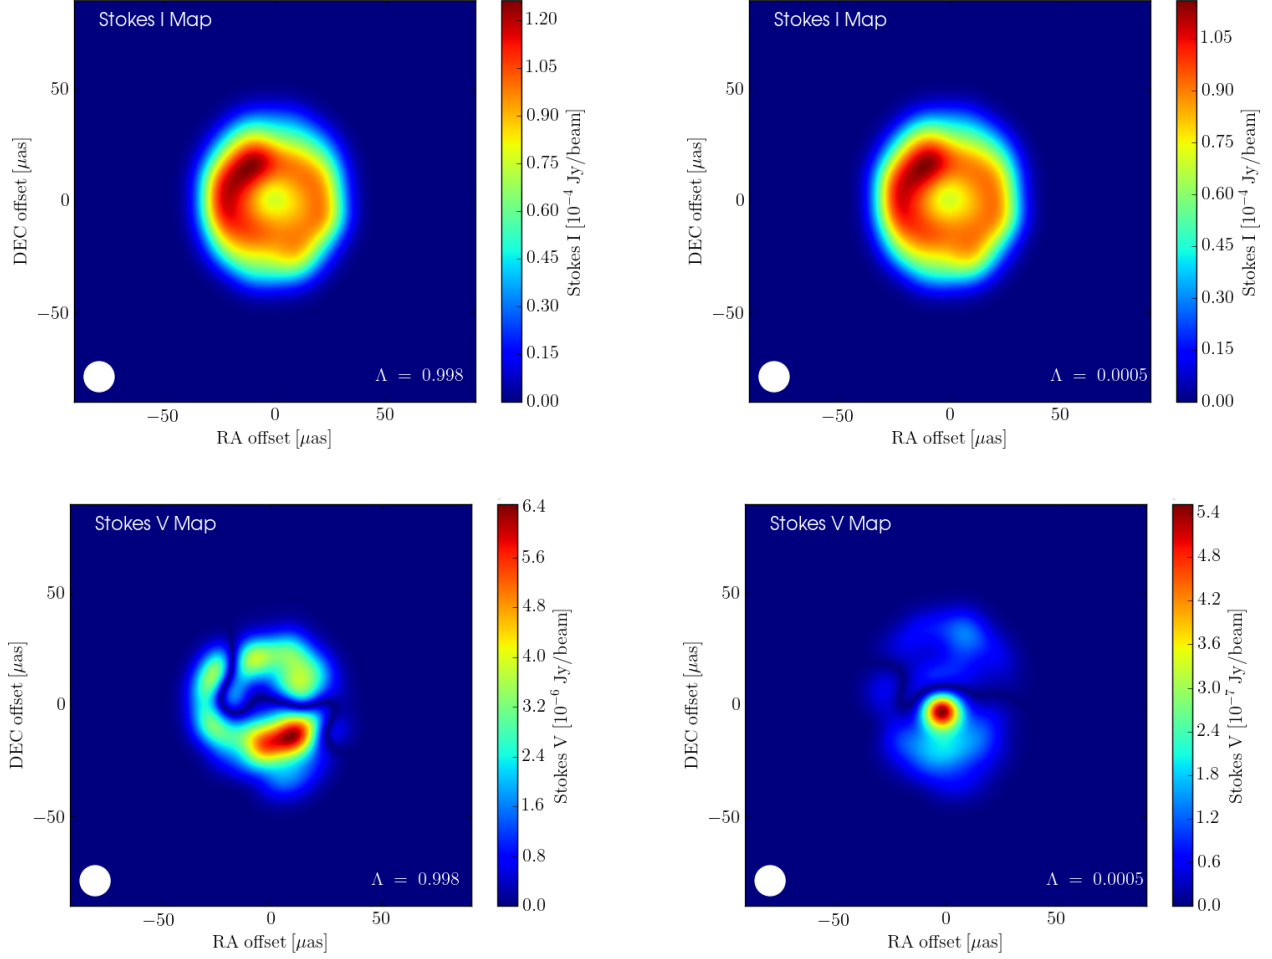 Stokes I Map
50
0
−50
DEC offset [μas]
−50 0 50
RA offset [μas]
Λ = 0.998
1.20
1.05
0.90
0.75
0.60
0.45
0.30
0.15
0.00
Stokes I [10⁻⁴ Jy/beam]
Stokes I Map
50
0
−50
DEC offset [μas]
−50 0 50
RA offset [μas]
Λ = 0.0005
1.05
0.90
0.75
0.60
0.45
0.30
0.15
0.00
Stokes I [10⁻⁴ Jy/beam]
Stokes V Map
50
0
−50
DEC offset [μas]
−50 0 50
RA offset [μas]
Λ = 0.998
6.4
5.6
4.8
4.0
3.2
2.4
1.6
0.8
0.0
Stokes V [10⁻⁶ Jy/beam]
Stokes V Map
50
0
−50
DEC offset [μas]
−50 0 50
RA offset [μas]
Λ = 0.0005
5.4
4.8
4.2
3.6
3.0
2.4
1.8
1.2
0.6
0.0
Stokes V [10⁻⁷ Jy/beam]